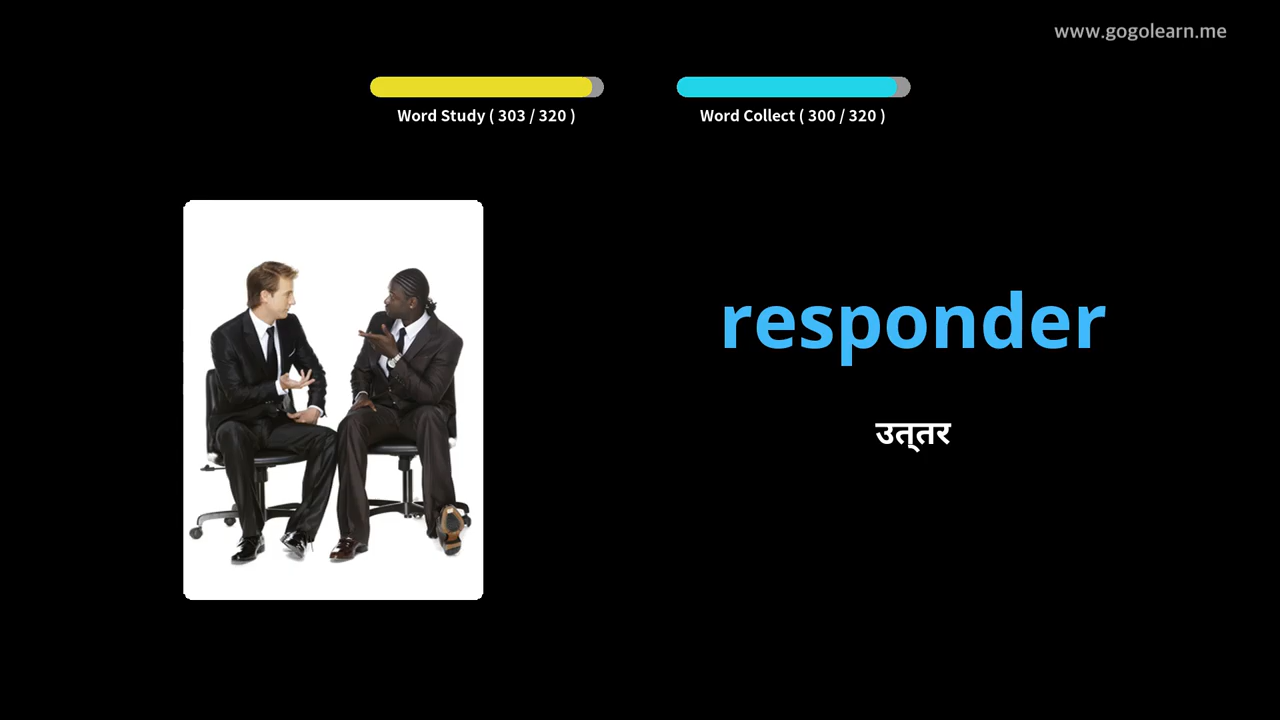 www.gogolearn.me
Word Study ( 303 / 320 )
Word Collect ( 300 / 320 )
responder
उत्तर